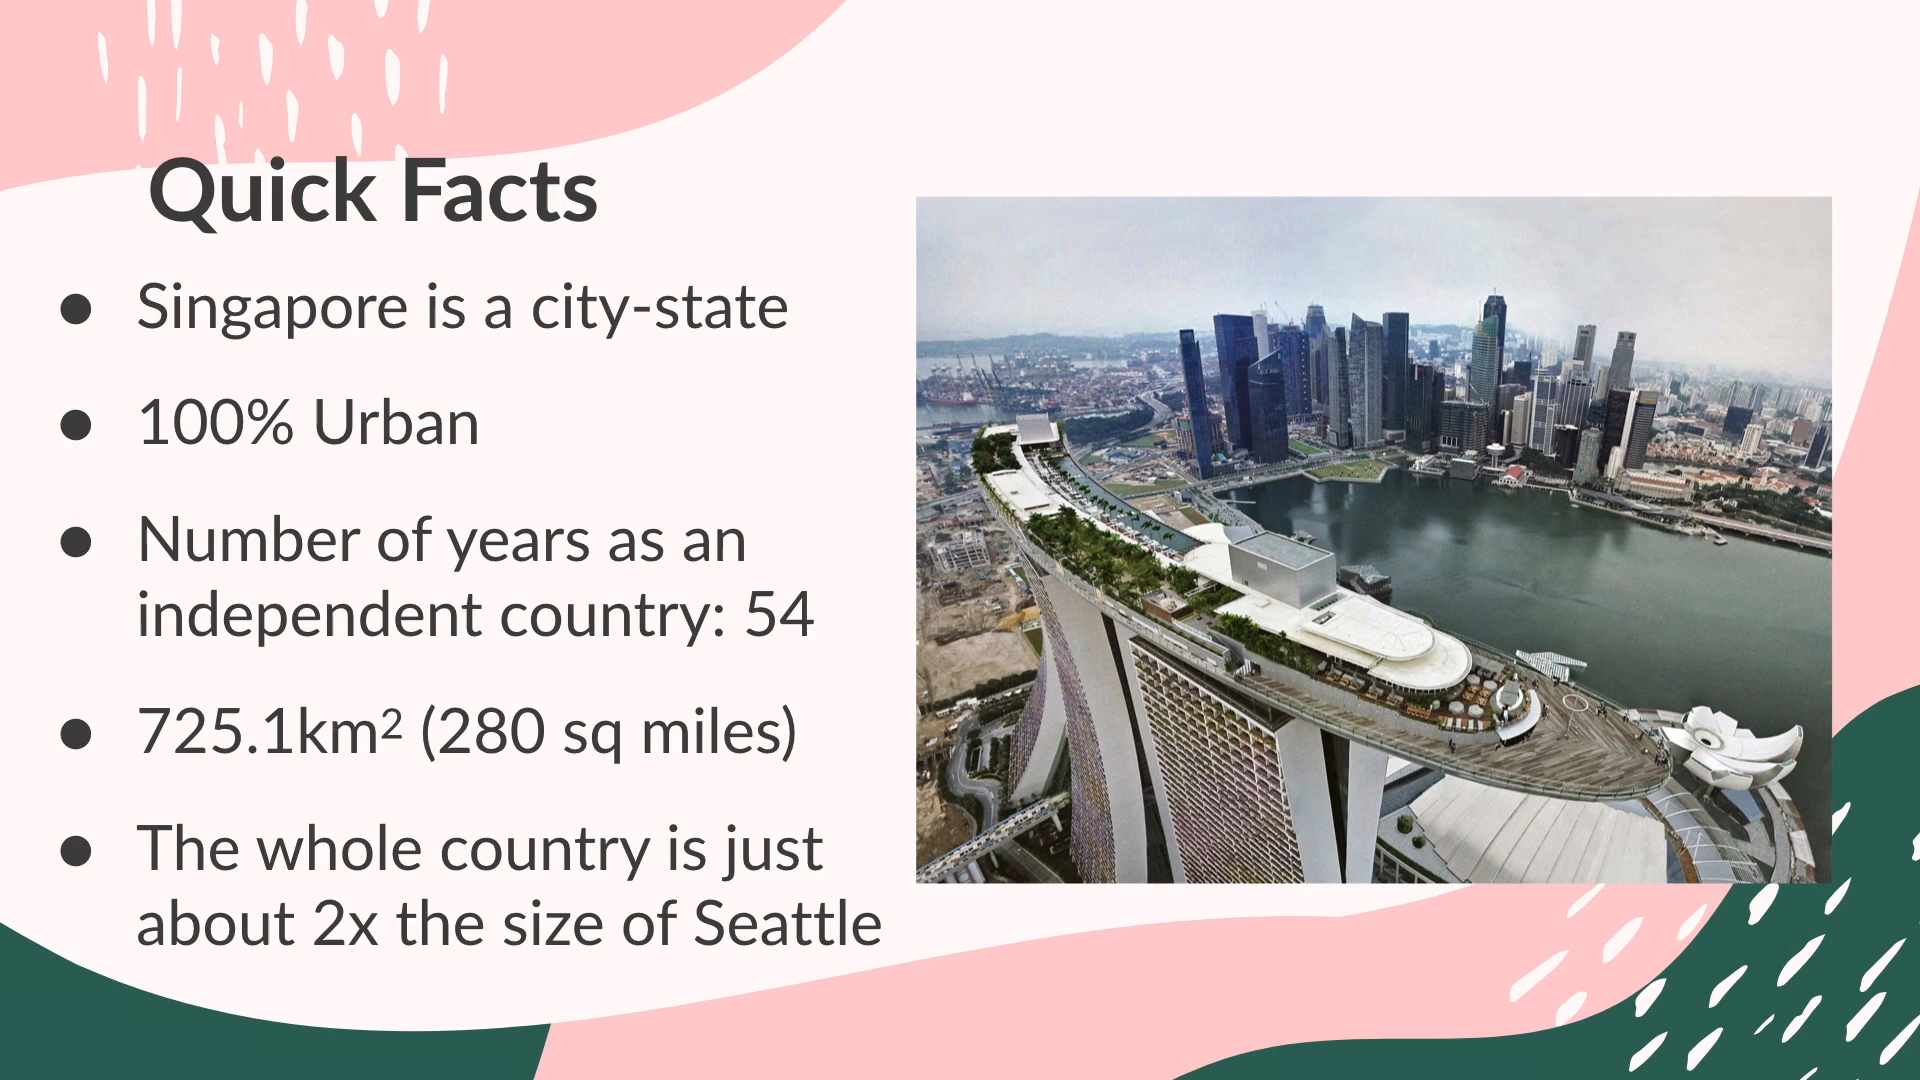 Quick Facts
● Singapore is a city-state
● 100% Urban
● Number of years as an
independent country: 54
● 725.1km² (280 sq miles)
● The whole country is just
about 2x the size of Seattle